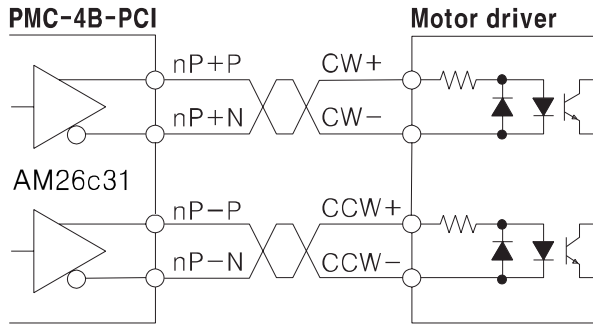 PMC-4B-PCI
Motor driver
nP+P
CW+
nP+N
CW-
AM26c31
nP-P
CCW+
nP-N
CCW-